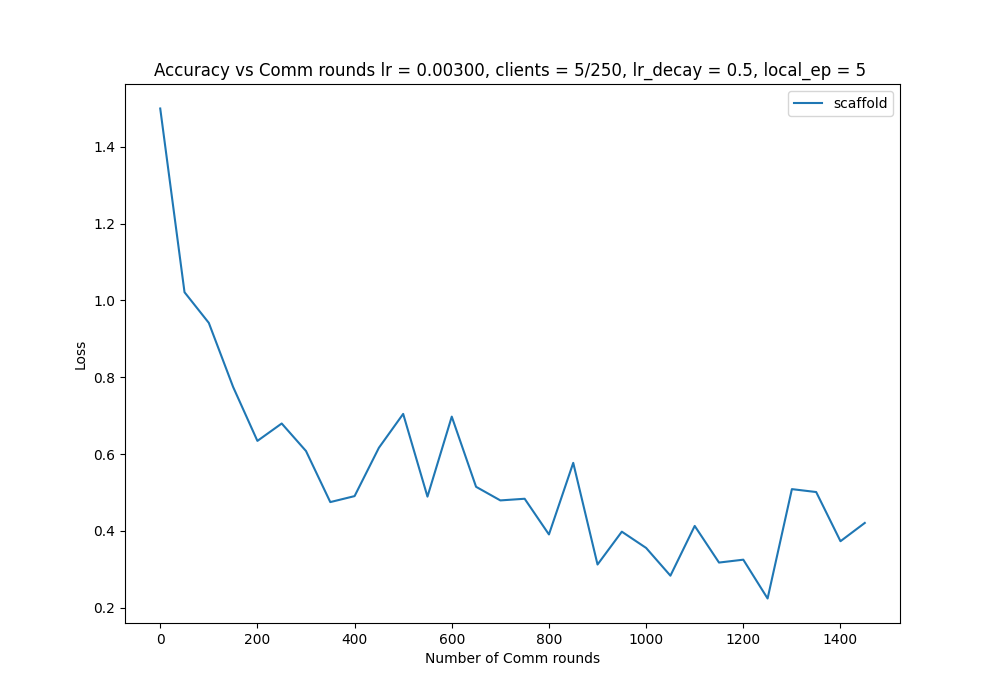 Accuracy vs Comm rounds lr = 0.00300, clients = 5/250, lr_decay = 0.5, local_ep = 5
scaffold
1.4
1.2
1.0
0.8
0.6
0.4
0.2
Loss
0 200 400 600 800 1000 1200 1400
Number of Comm rounds